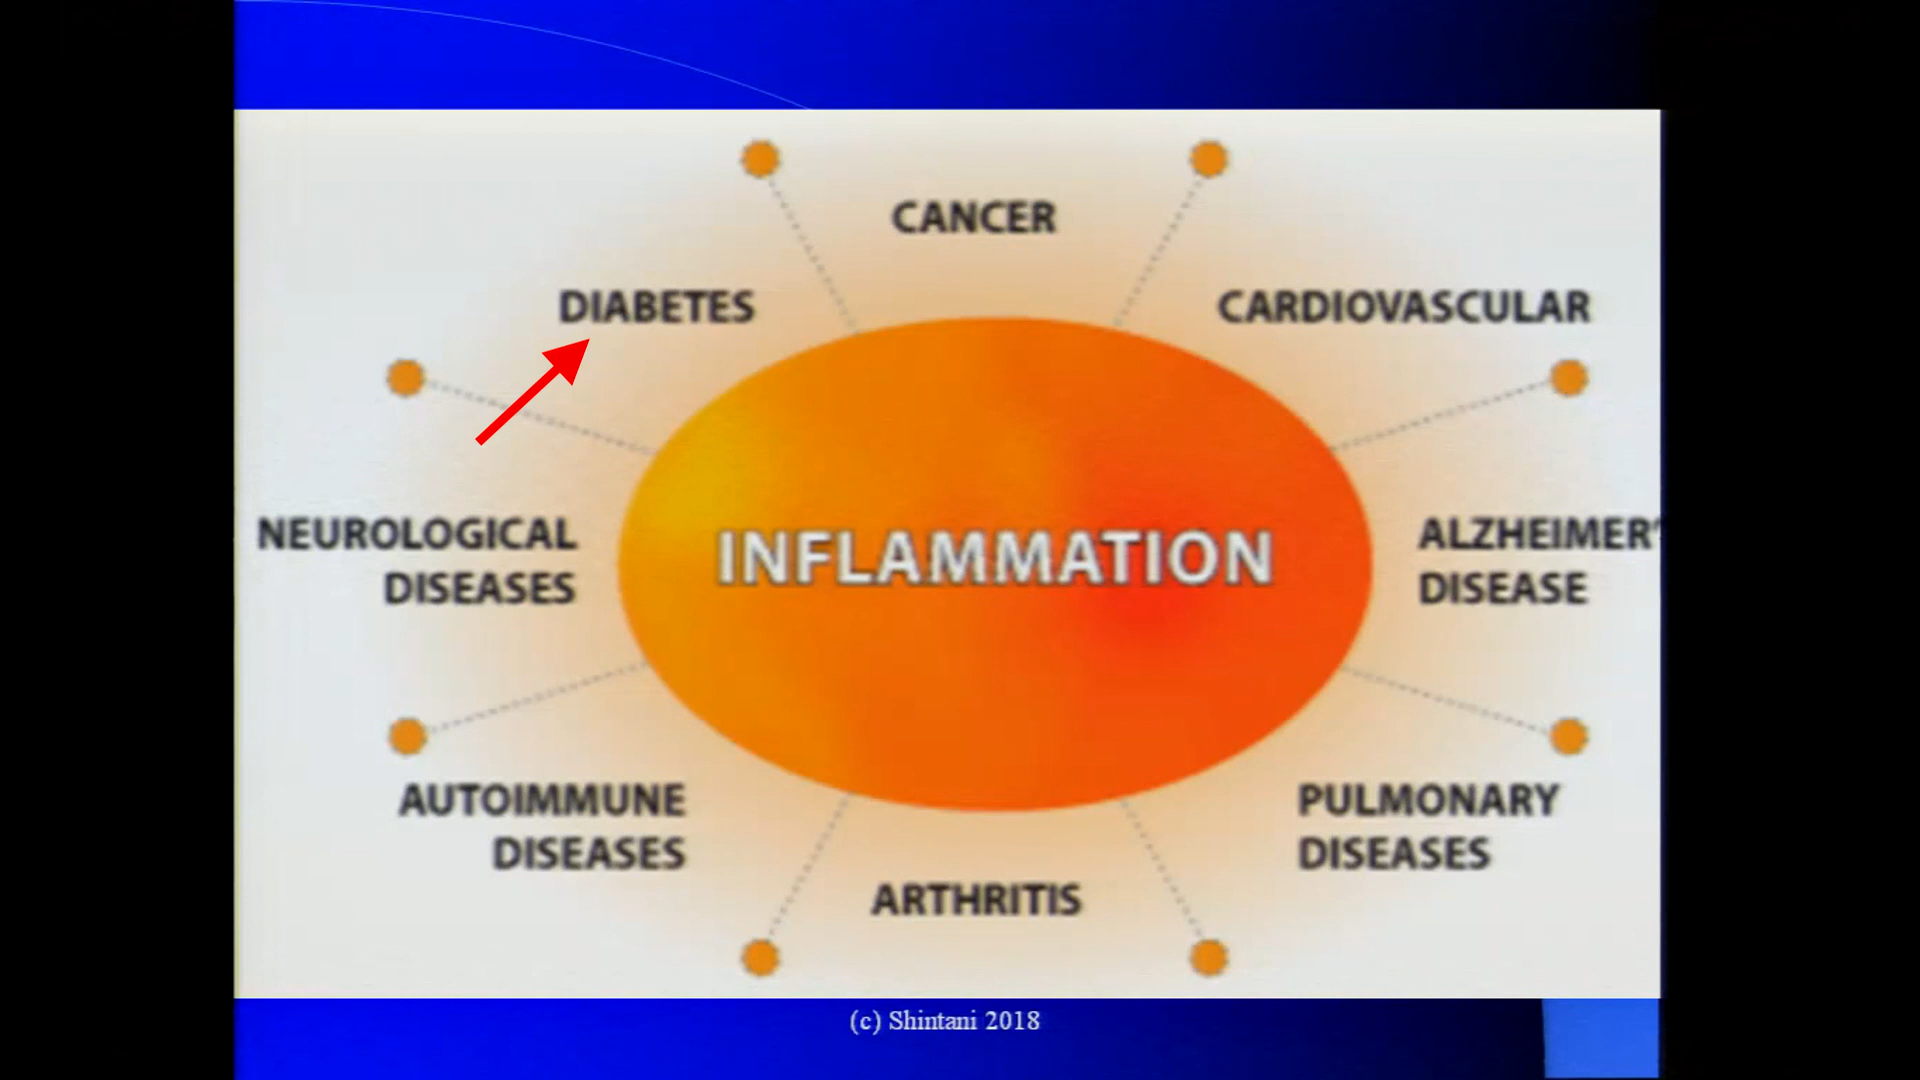 CANCER
DIABETES
CARDIOVASCULAR
INFLAMMATION
NEUROLOGICAL
DISEASES
ALZHEIMER'
DISEASE
AUTOIMMUNE
DISEASES
PULMONARY
DISEASES
ARTHRITIS
(c) Shintani 2018